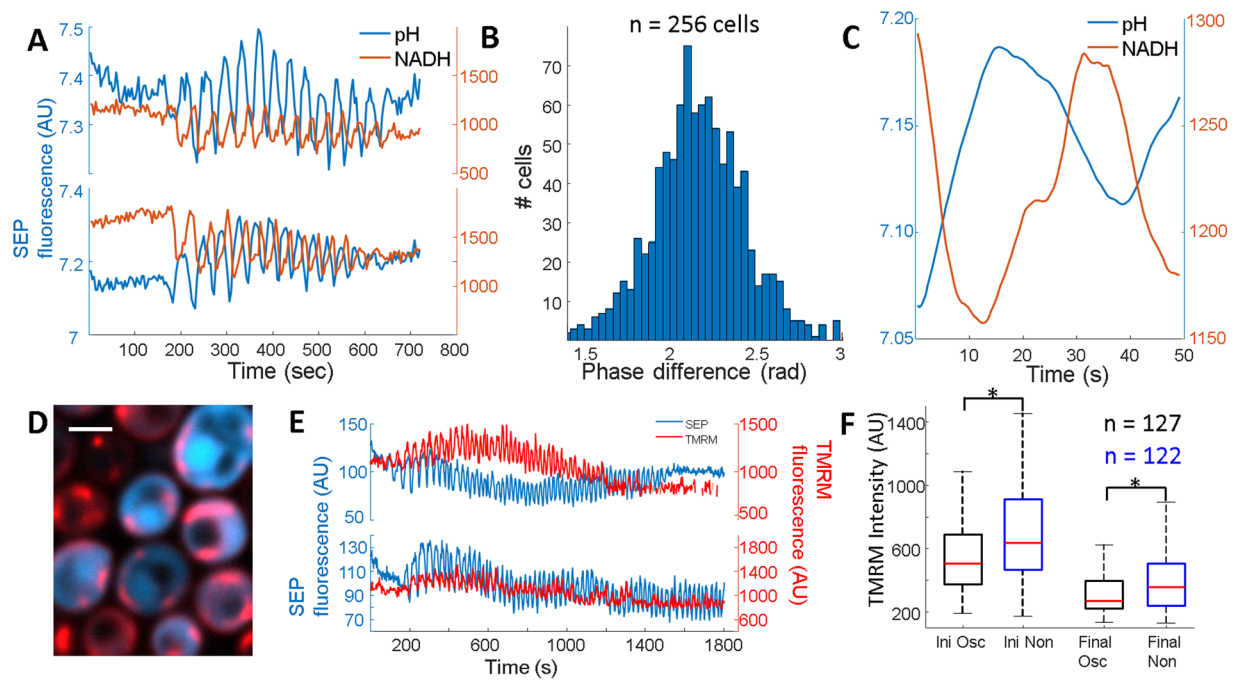 A
pH
NADH
7.5
7.4
7.3
7.4
7.2
7
1500
1000
500
1500
1000
SEP
fluorescence (AU)
100 200 300 400 500 600 700 800
Time (sec)
B
n = 256 cells
70
60
50
40
30
20
10
# cells
1.5 2 2.5 3
Phase difference (rad)
C
pH
NADH
7.20
7.15
7.10
7.05
1300
1250
1200
1150
10 20 30 40 50
Time (s)
D
E
SEP
TMRM
150
100
50
130
110
90
70
1500
1000
500
1800
1400
1000
600
SEP
fluorescence (AU)
TMRM
fluorescence (AU)
200 600 1000 1400 1800
Time (s)
F
*
n = 127
n = 122
*
1400
1000
600
200
TMRM Intensity (AU)
Ini Osc Ini Non Final Osc Final Non